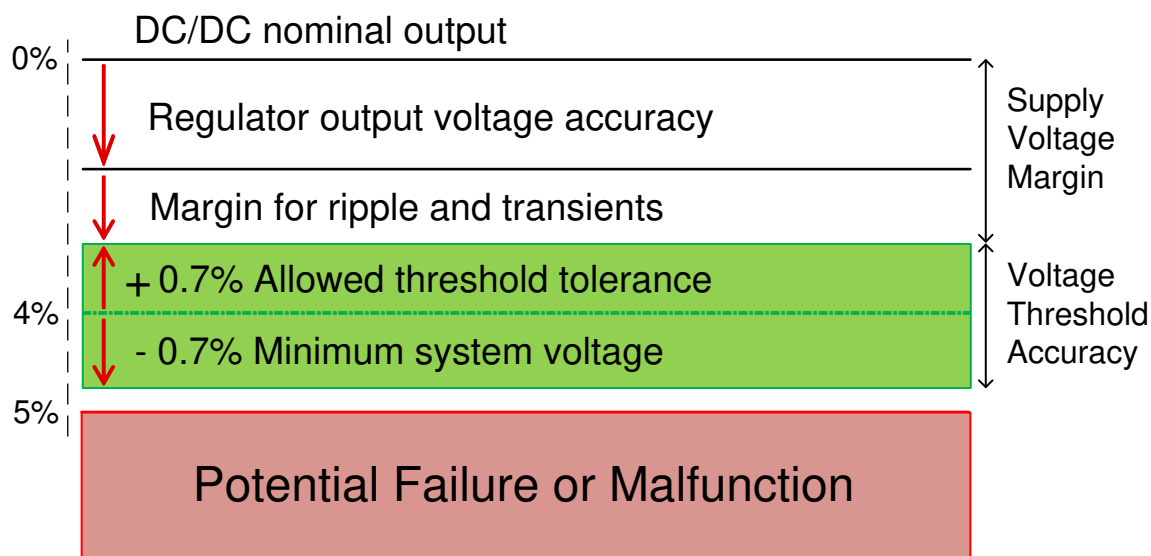 DC/DC nominal output
0%
Regulator output voltage accuracy
Supply
Voltage
Margin
Margin for ripple and transients
+ 0.7% Allowed threshold tolerance
4%
- 0.7% Minimum system voltage
Voltage
Threshold
Accuracy
5%
Potential Failure or Malfunction